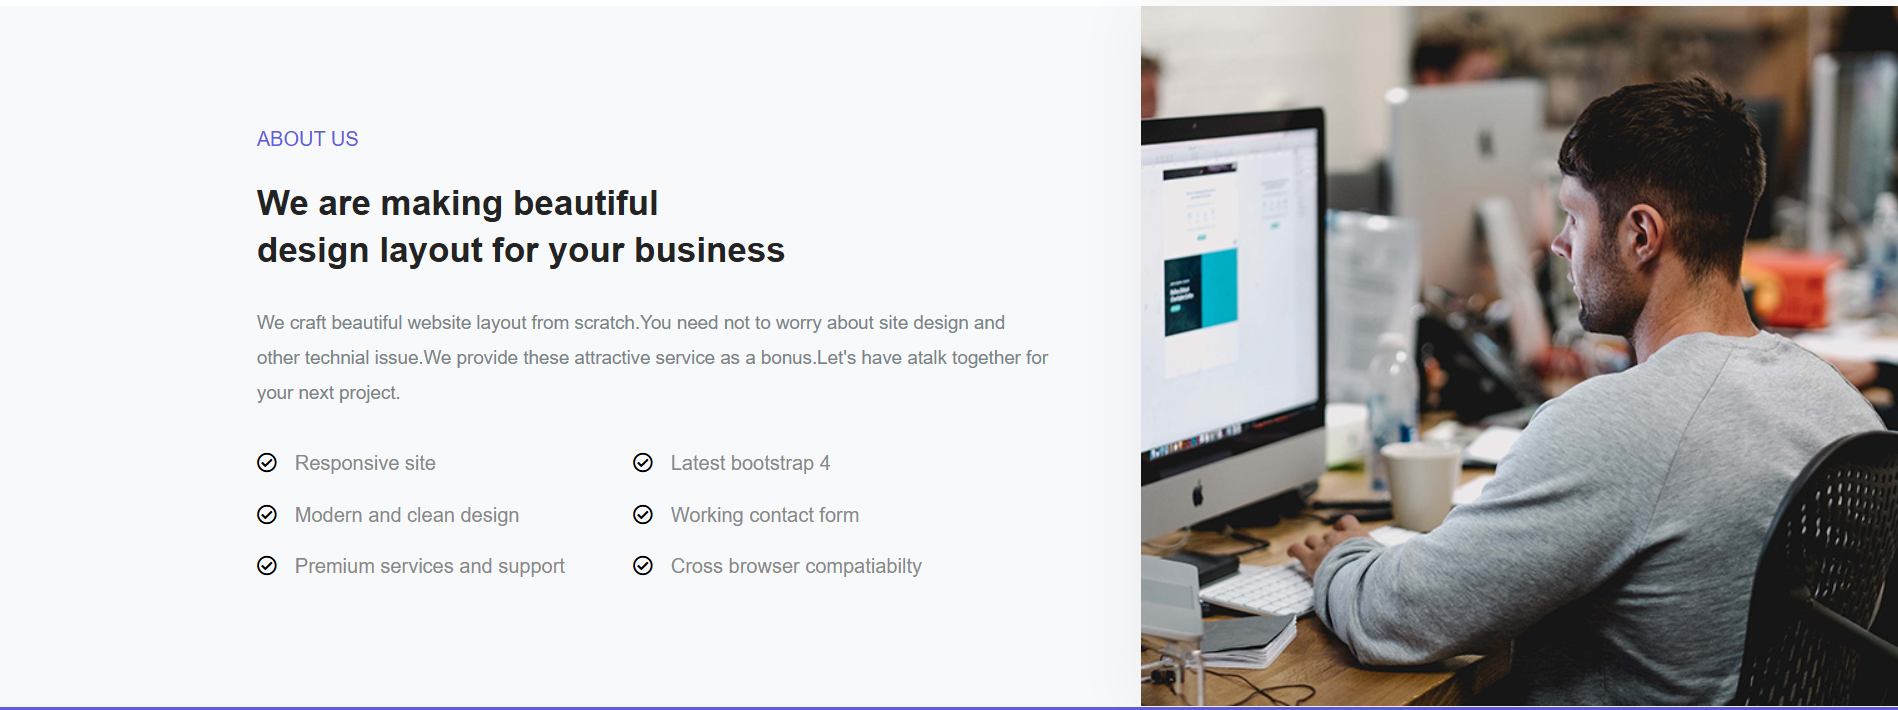 ABOUT US
We are making beautiful
design layout for your business
We craft beautiful website layout from scratch.You need not to worry about site design and
other technial issue.We provide these attractive service as a bonus.Let's have atalk together for
your next project.
Responsive site
Latest bootstrap 4
Modern and clean design
Working contact form
Premium services and support
Cross browser compatiabilty